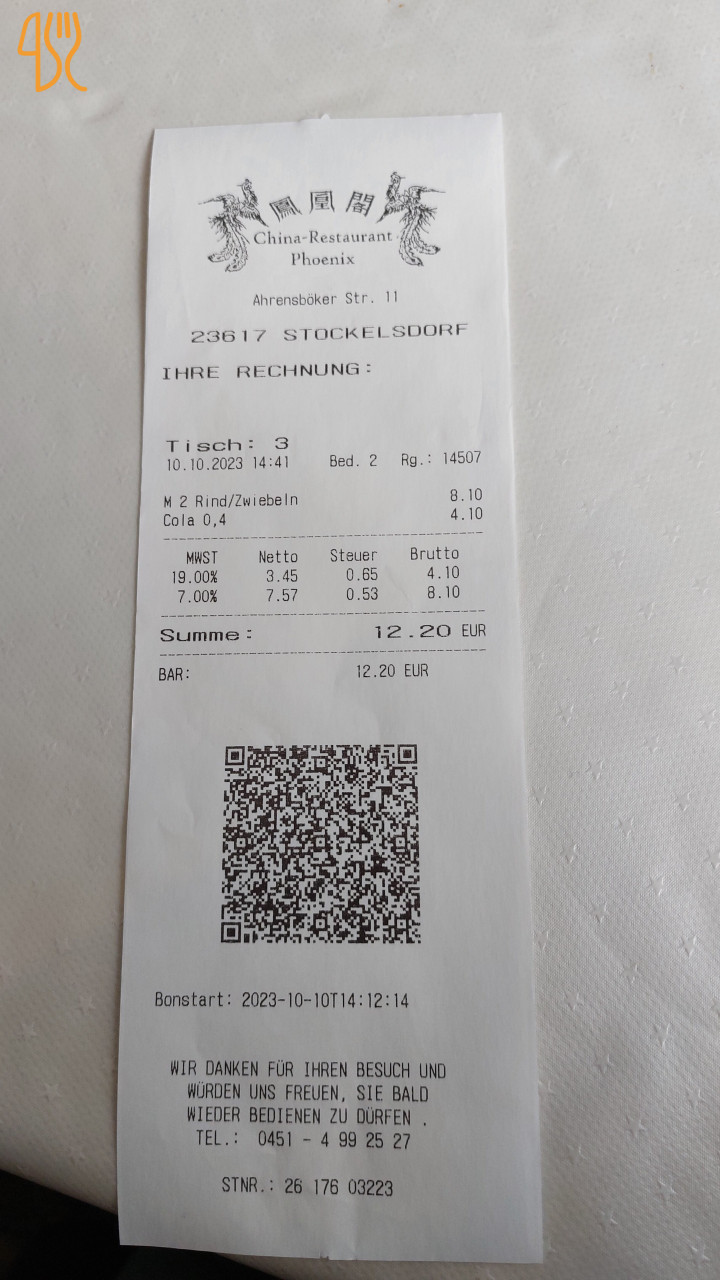 鳳凰閣
China-Restaurant
Phoenix
Ahrensböker Str. 11
23617 STOCKELSDORF
IHRE RECHNUNG:
Tisch: 3
10.10.2023 14:41 Bed. 2 Rg.: 14507
M 2 Rind/Zwiebeln 8.10
Cola 0,4 4.10
MWST Netto Steuer Brutto
19.00% 3.45 0.65 4.10
7.00% 7.57 0.53 8.10
Summe: 12.20 EUR
BAR: 12.20 EUR
Bonstart: 2023-10-10T14:12:14
WIR DANKEN FÜR IHREN BESUCH UND
WÜRDEN UNS FREUEN, SIE BALD
WIEDER BEDIENEN ZU DÜRFEN .
TEL.: 0451 - 4 99 25 27
STNR.: 26 176 03223